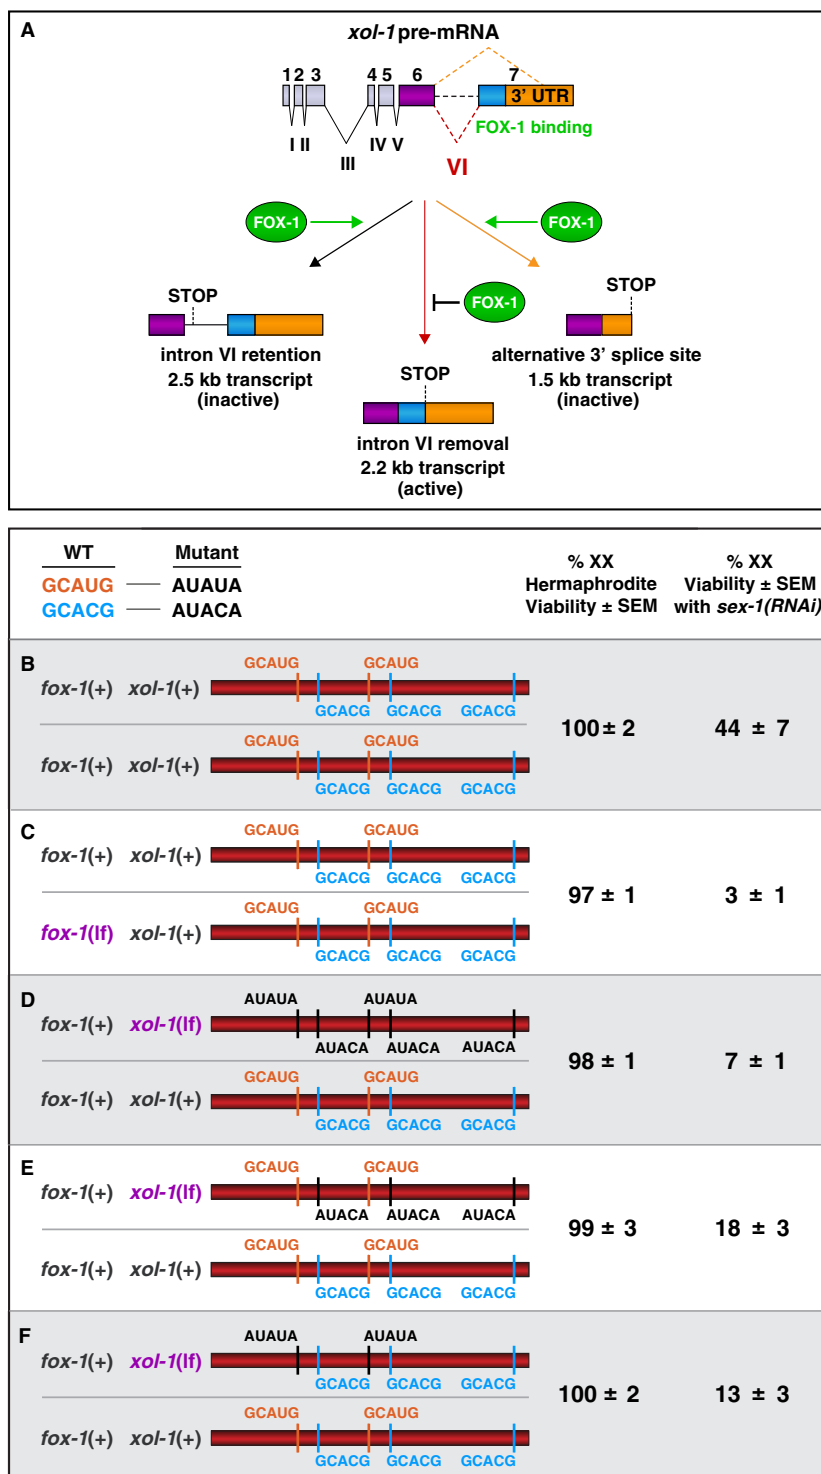 A
xol-1 pre-mRNA
1 2 3 4 5 6 7
3' UTR
FOX-1 binding
I II III IV V VI
FOX-1 FOX-1
FOX-1
STOP
intron VI retention
2.5 kb transcript
(inactive)
STOP
intron VI removal
2.2 kb transcript
(active)
STOP
alternative 3' splice site
1.5 kb transcript
(inactive)
WT Mutant
GCAUG — AUAUA
GCACG — AUACA
% XX
Hermaphrodite
Viability ± SEM
% XX
Viability ± SEM
with sex-1(RNAi)
B
GCAUG GCAUG
fox-1(+) xol-1(+)
GCACG GCACG GCACG
100 ± 2 44 ± 7
GCAUG GCAUG
fox-1(+) xol-1(+)
GCACG GCACG GCACG
C
GCAUG GCAUG
fox-1(+) xol-1(+)
GCACG GCACG GCACG
97 ± 1 3 ± 1
GCAUG GCAUG
fox-1(lf) xol-1(+)
GCACG GCACG GCACG
D
AUAUA AUAUA
fox-1(+) xol-1(lf)
AUACA AUACA AUACA
98 ± 1 7 ± 1
GCAUG GCAUG
fox-1(+) xol-1(+)
GCACG GCACG GCACG
E
GCAUG GCAUG
fox-1(+) xol-1(lf)
AUACA AUACA AUACA
99 ± 3 18 ± 3
GCAUG GCAUG
fox-1(+) xol-1(+)
GCACG GCACG GCACG
F
AUAUA AUAUA
fox-1(+) xol-1(lf)
GCACG GCACG GCACG
100 ± 2 13 ± 3
GCAUG GCAUG
fox-1(+) xol-1(+)
GCACG GCACG GCACG